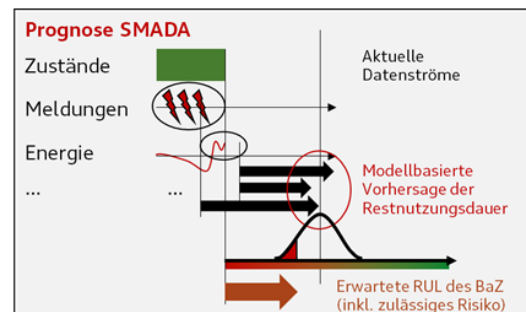 Prognose SMADA
Zustände
Aktuelle
Datenströme
Meldungen
Energie
Modellbasierte
Vorhersage der
Restnutzungsdauer
... ...
Erwartete RUL des BaZ
(inkl. zulässiges Risiko)